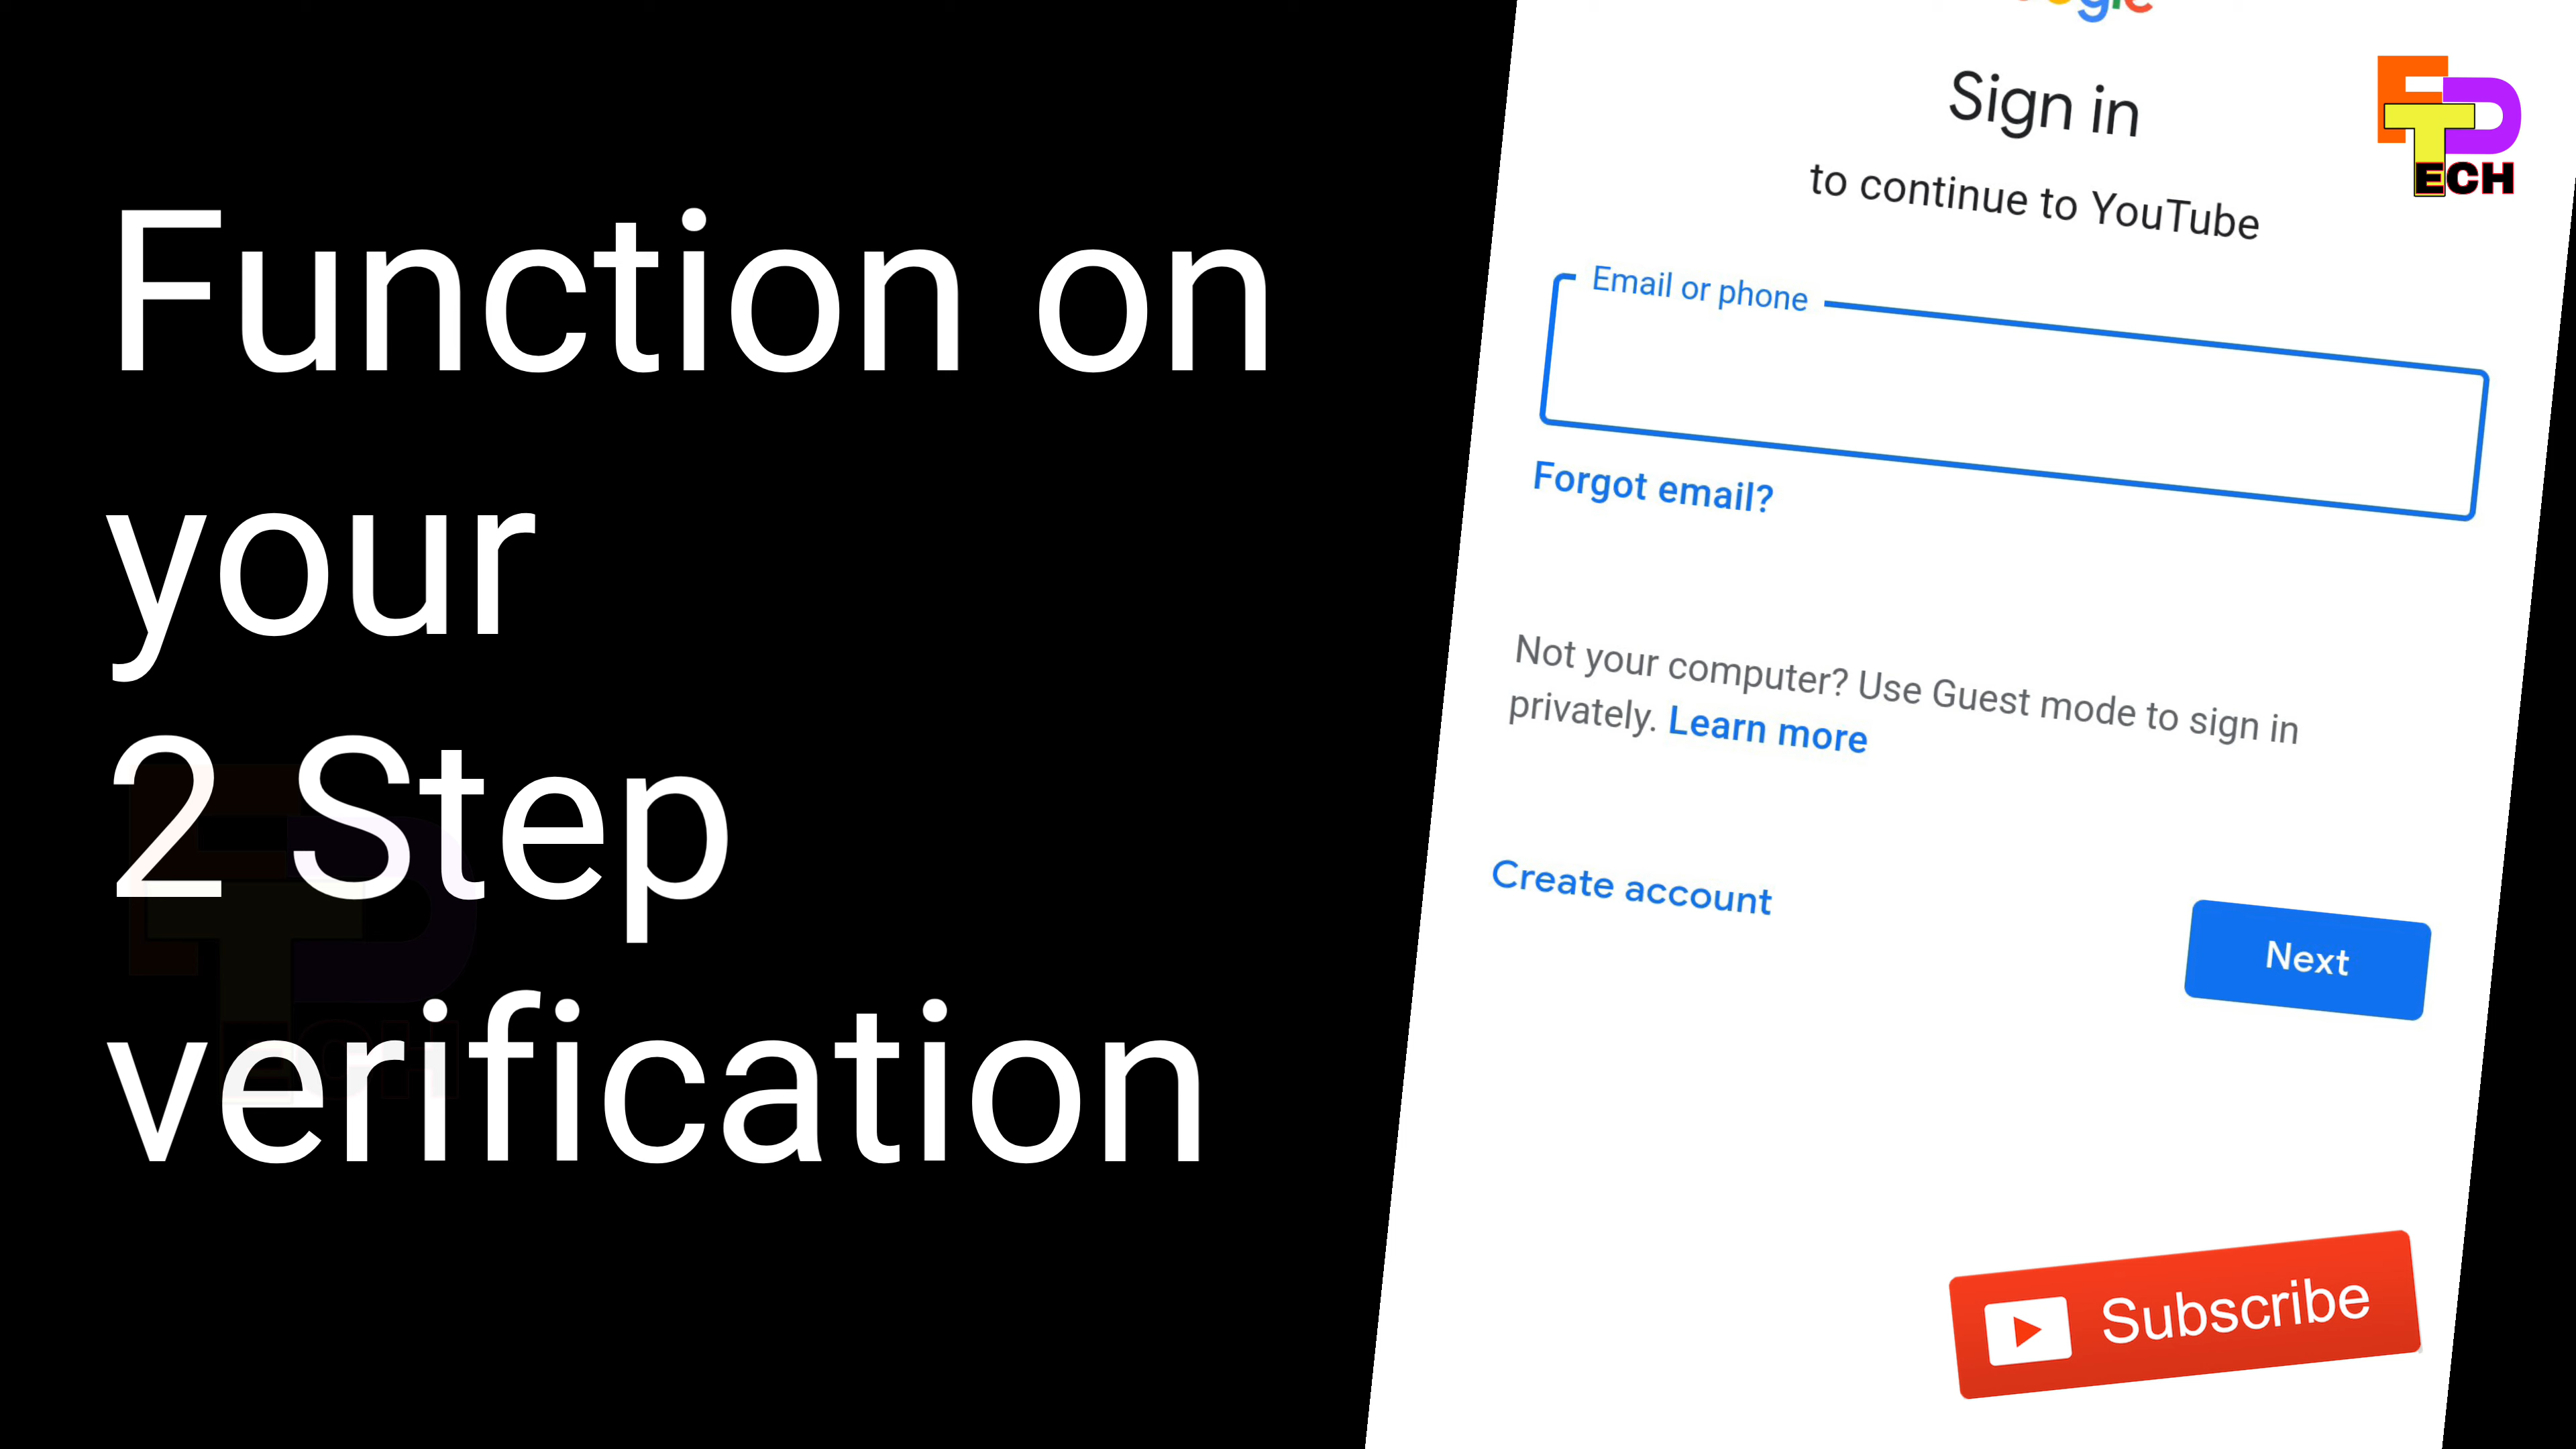 Function on
your
2 Step
verification
Sign in
to continue to YouTube
Email or phone
Forgot email?
Not your computer? Use Guest mode to sign in
privately. Learn more
Create account
Next
Subscribe
ECH